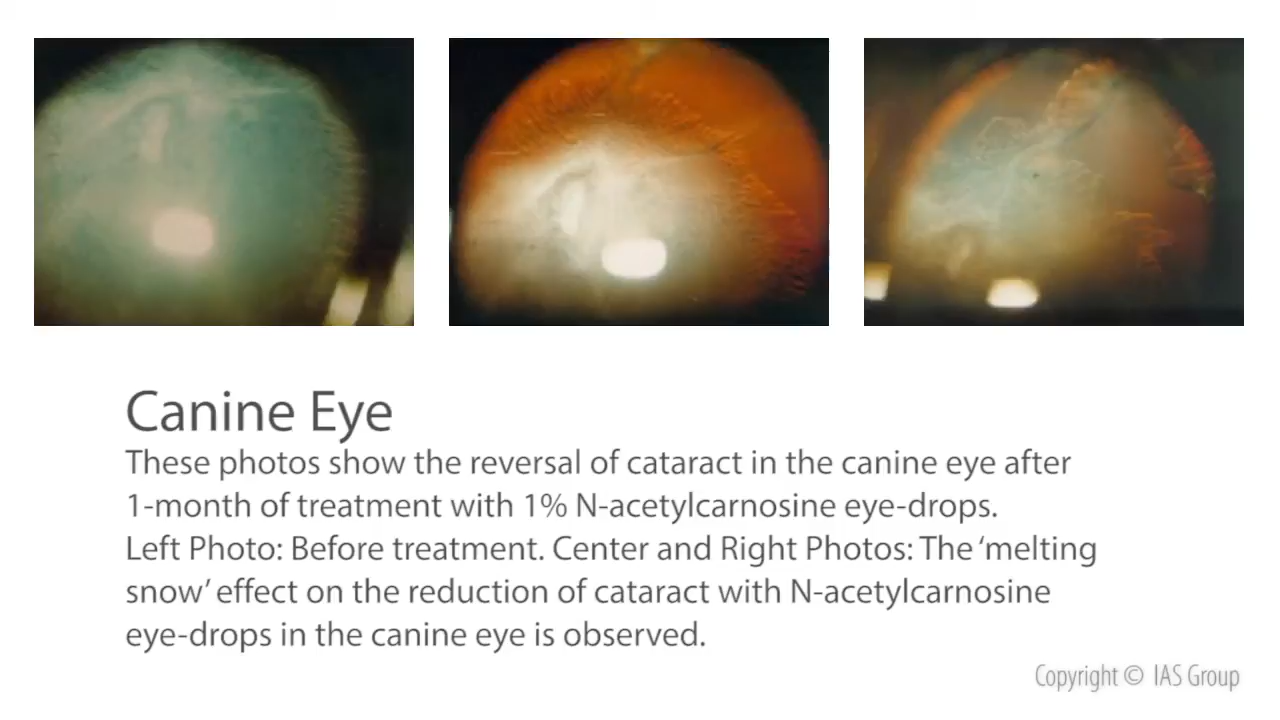 Canine Eye
These photos show the reversal of cataract in the canine eye after
1-month of treatment with 1% N-acetylcarnosine eye-drops.
Left Photo: Before treatment. Center and Right Photos: The ‘melting
snow’ effect on the reduction of cataract with N-acetylcarnosine
eye-drops in the canine eye is observed.
Copyright © IAS Group